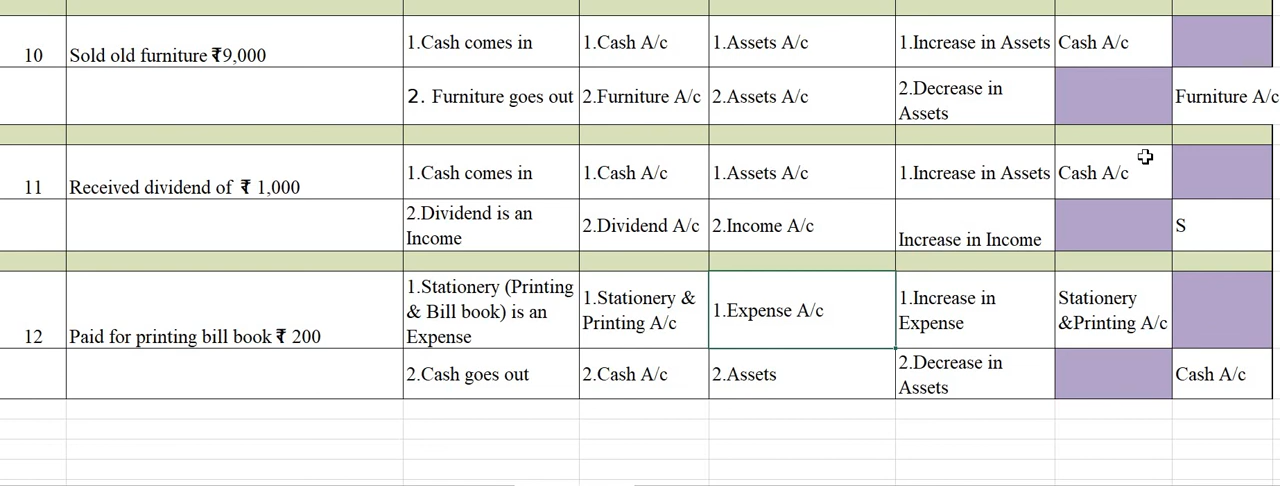 10
Sold old furniture ₹9,000
1.Cash comes in
1.Cash A/c
1.Assets A/c
1.Increase in Assets
Cash A/c
2. Furniture goes out
2.Furniture A/c
2.Assets A/c
2.Decrease in
Assets
Furniture A/c
11
Received dividend of ₹ 1,000
1.Cash comes in
1.Cash A/c
1.Assets A/c
1.Increase in Assets
Cash A/c
2.Dividend is an
Income
2.Dividend A/c
2.Income A/c
Increase in Income
S
12
Paid for printing bill book ₹ 200
1.Stationery (Printing
& Bill book) is an
Expense
1.Stationery &
Printing A/c
1.Expense A/c
1.Increase in
Expense
Stationery
&Printing A/c
2.Cash goes out
2.Cash A/c
2.Assets
2.Decrease in
Assets
Cash A/c